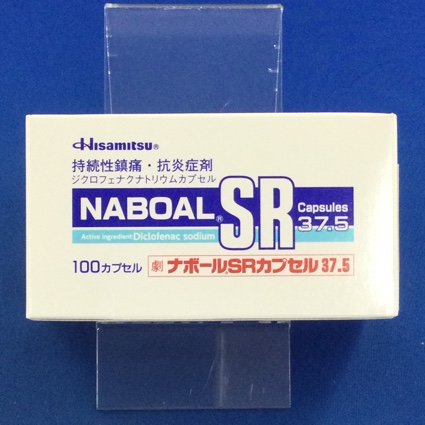 Hisamitsu®
持続性鎮痛・抗炎症剤
ジクロフェナクナトリウムカプセル
NABOAL® SR Capsules 37.5
Active ingredient:Diclofenac sodium
100カプセル
劇 ナボールSRカプセル37.5